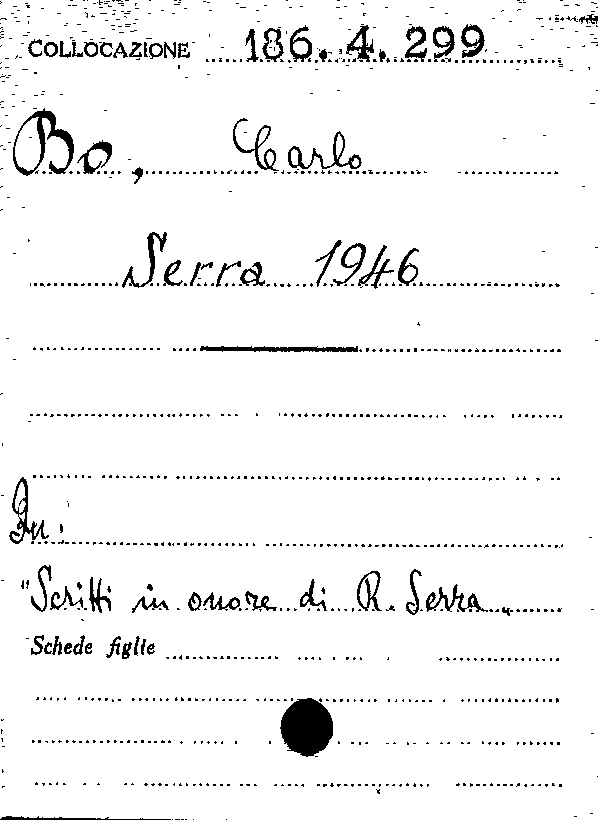 COLLOCAZIONE 186.4.299
Bo, Carlo
Serra 1946
In:
"Scritti in onore di R. Serra„
Schede figlie